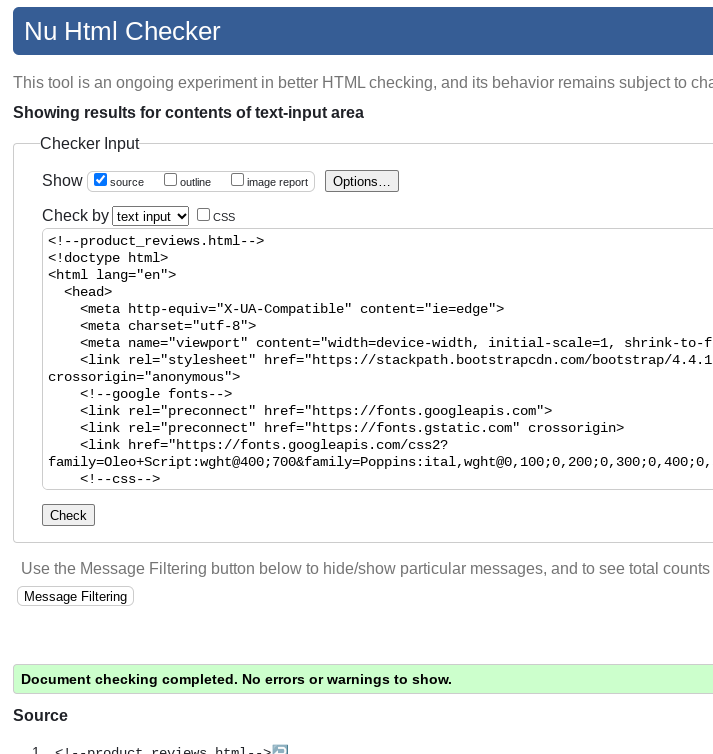 Nu Html Checker
This tool is an ongoing experiment in better HTML checking, and its behavior remains subject to
Showing results for contents of text-input area
Checker Input
Show source outline image report Options…
Check by text input CSS
<!--product_reviews.html-->
<!doctype html>
<html lang="en">
<head>
<meta http-equiv="X-UA-Compatible" content="ie=edge">
<meta charset="utf-8">
<meta name="viewport" content="width=device-width, initial-scale=1, shrink-to-f
<link rel="stylesheet" href="https://stackpath.bootstrapcdn.com/bootstrap/4.4.1
crossorigin="anonymous">
<!--google fonts-->
<link rel="preconnect" href="https://fonts.googleapis.com">
<link rel="preconnect" href="https://fonts.gstatic.com" crossorigin>
<link href="https://fonts.googleapis.com/css2?
family=Oleo+Script:wght@400;700&family=Poppins:ital,wght@0,100;0,200;0,300;0,400;0,
<!--css-->
Check
Use the Message Filtering button below to hide/show particular messages, and to see total counts
Message Filtering
Document checking completed. No errors or warnings to show.
Source
1. <!--product_reviews.html-->↩